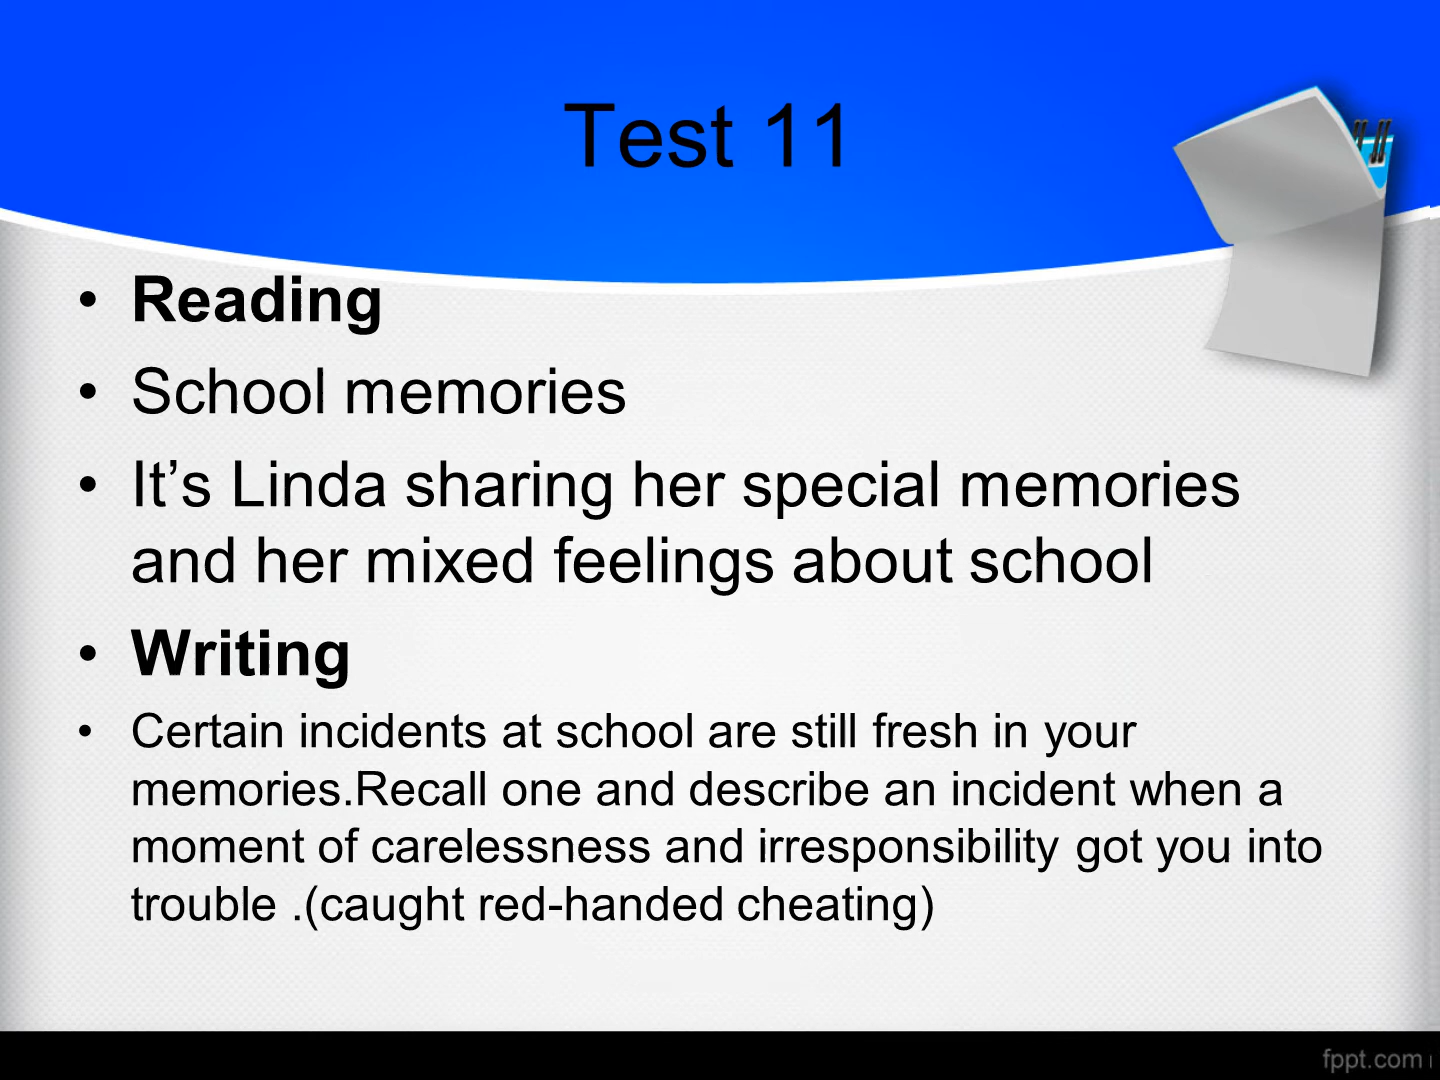 Test 11
• Reading
• School memories
• It’s Linda sharing her special memories
and her mixed feelings about school
• Writing
• Certain incidents at school are still fresh in your
memories.Recall one and describe an incident when a
moment of carelessness and irresponsibility got you into
trouble .(caught red-handed cheating)
fppt.com